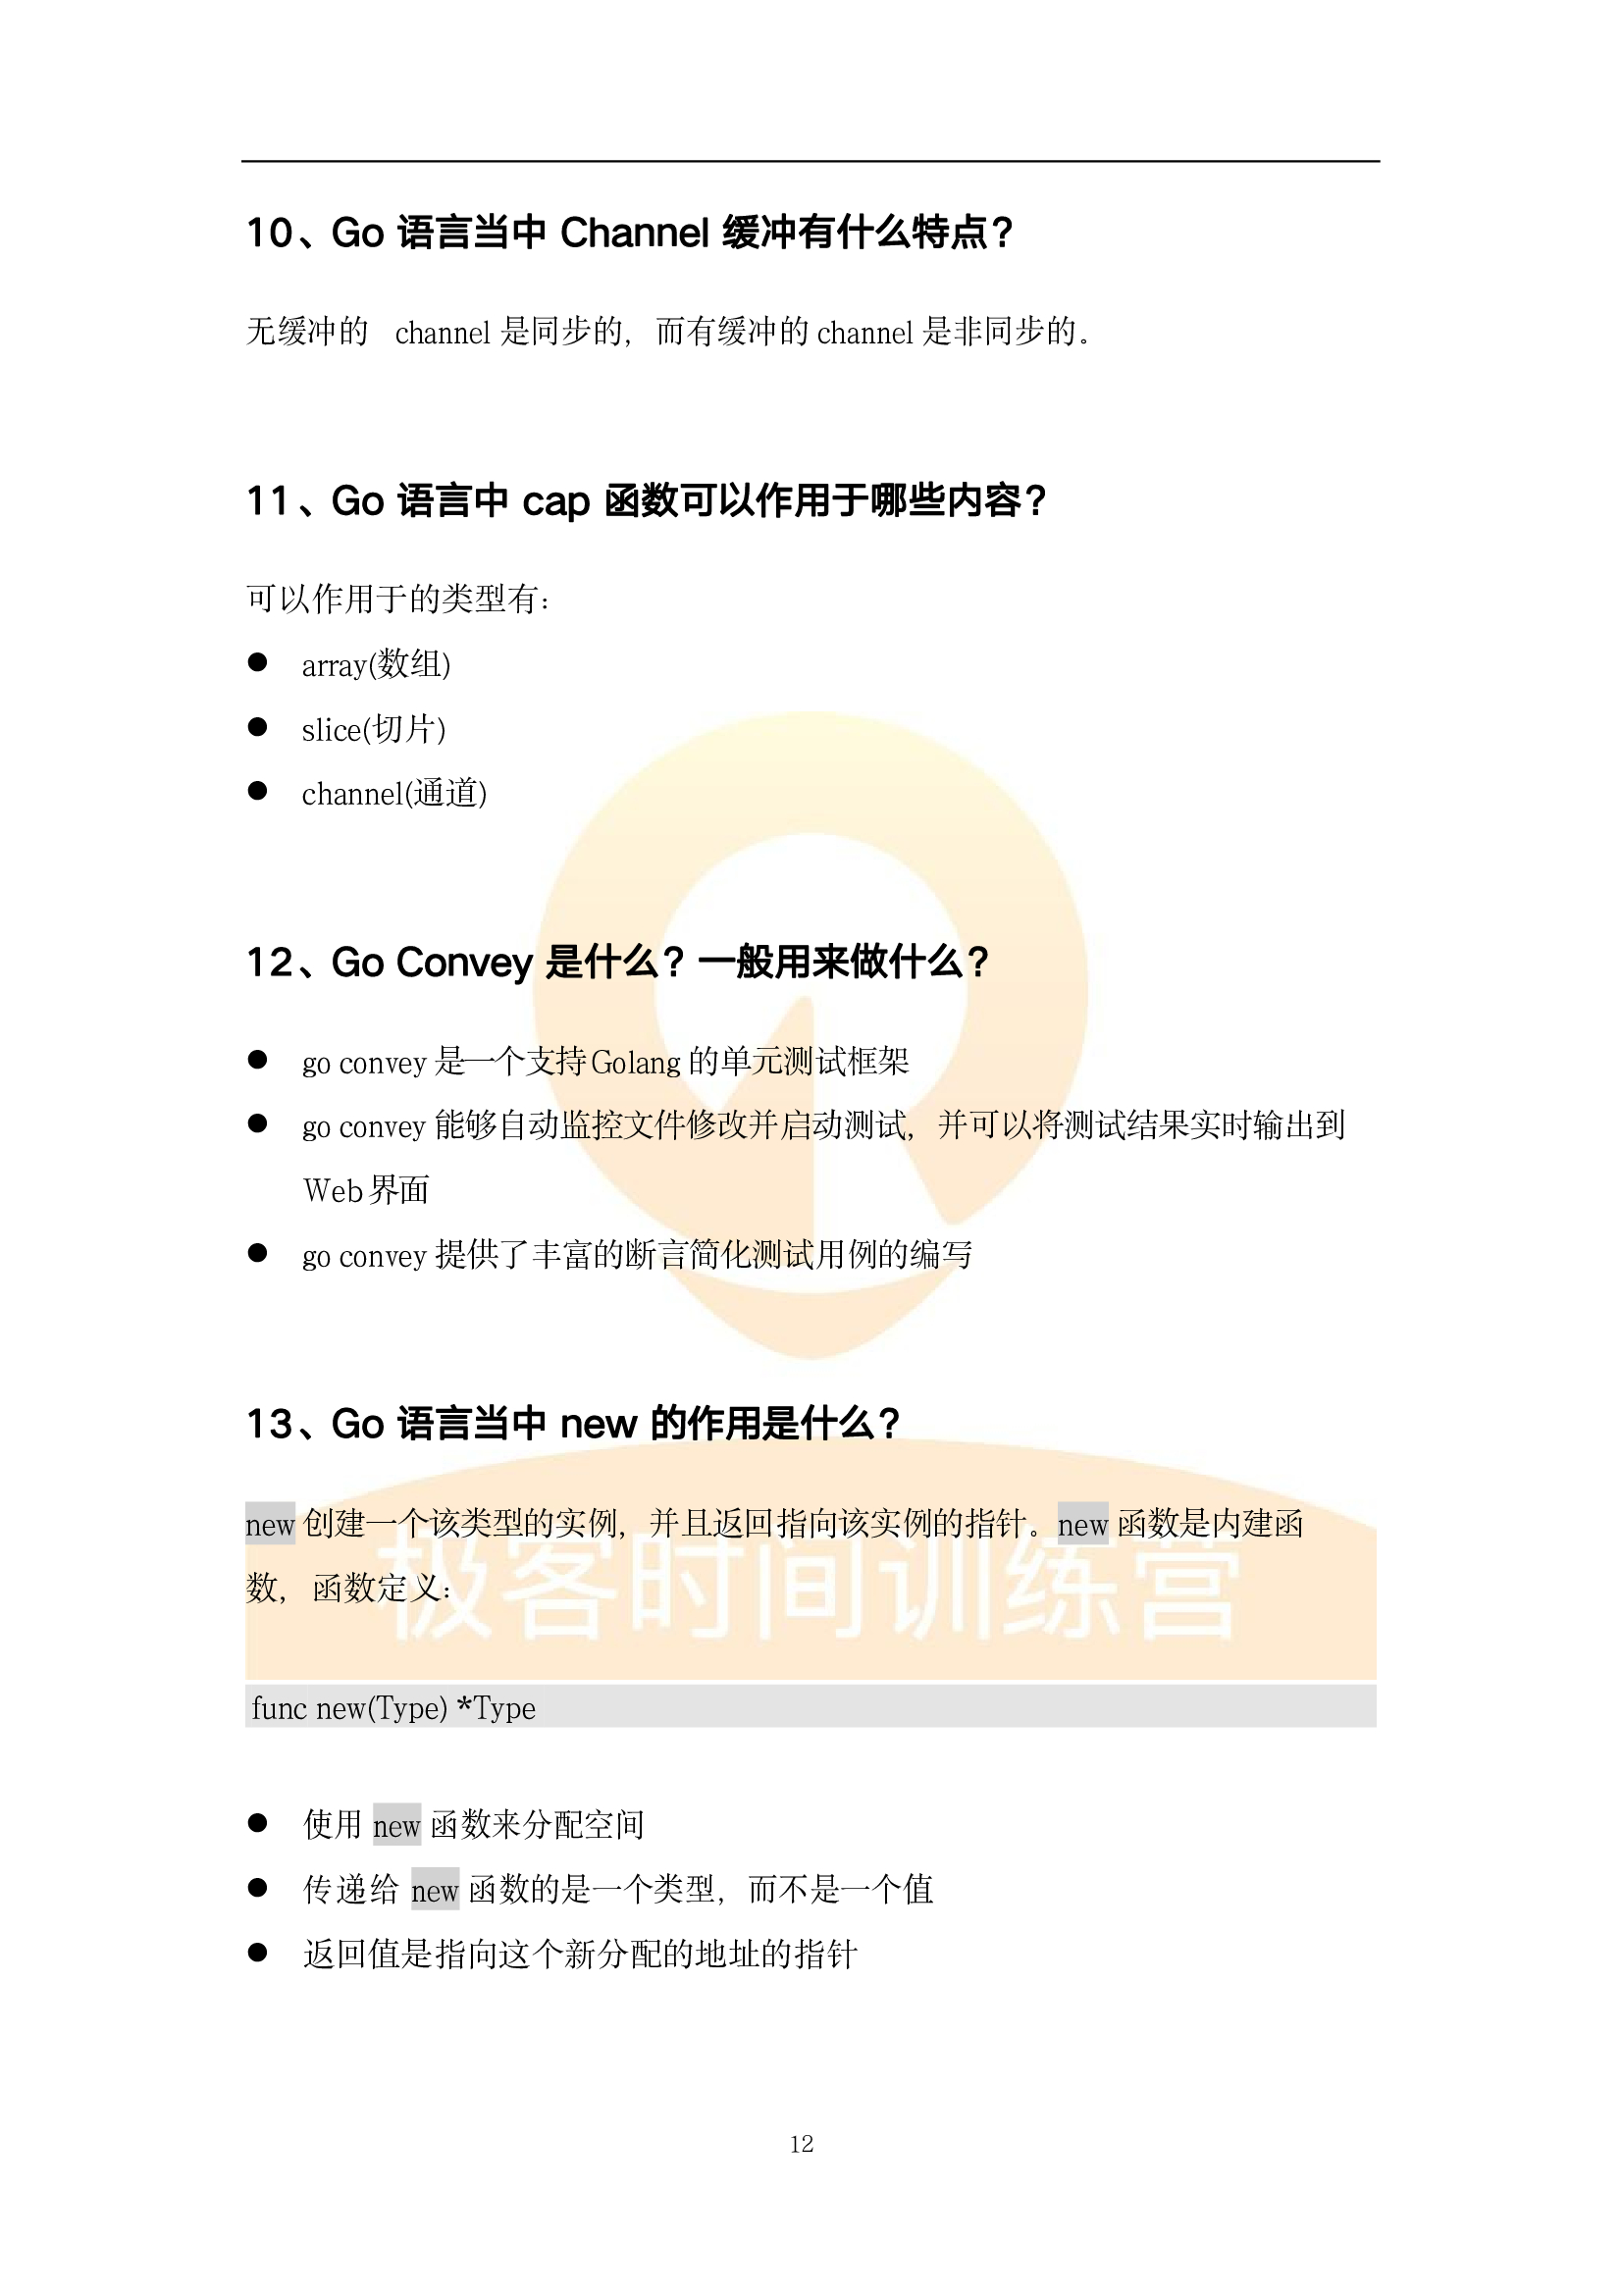 10、Go 语言当中 Channel 缓冲有什么特点？
无缓冲的 channel 是同步的，而有缓冲的 channel 是非同步的。
11、Go 语言中 cap 函数可以作用于哪些内容？
可以作用于的类型有：
● array(数组)
● slice(切片)
● channel(通道)
12、Go Convey 是什么？一般用来做什么？
● go convey 是一个支持 Golang 的单元测试框架
● go convey 能够自动监控文件修改并启动测试，并可以将测试结果实时输出到
Web 界面
● go convey 提供了丰富的断言简化测试用例的编写
13、Go 语言当中 new 的作用是什么？
new 创建一个该类型的实例，并且返回指向该实例的指针。new 函数是内建函
数，函数定义：
极客时间训练营
func new(Type) *Type
● 使用 new 函数来分配空间
● 传递给 new 函数的是一个类型，而不是一个值
● 返回值是指向这个新分配的地址的指针
12